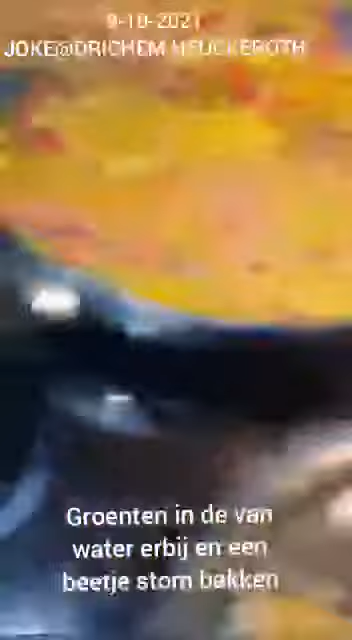 9-10-2021
JOKE@DRICHEM HEUCKEROTH
Groenten in de van
water erbij en een
beetje stom bakken